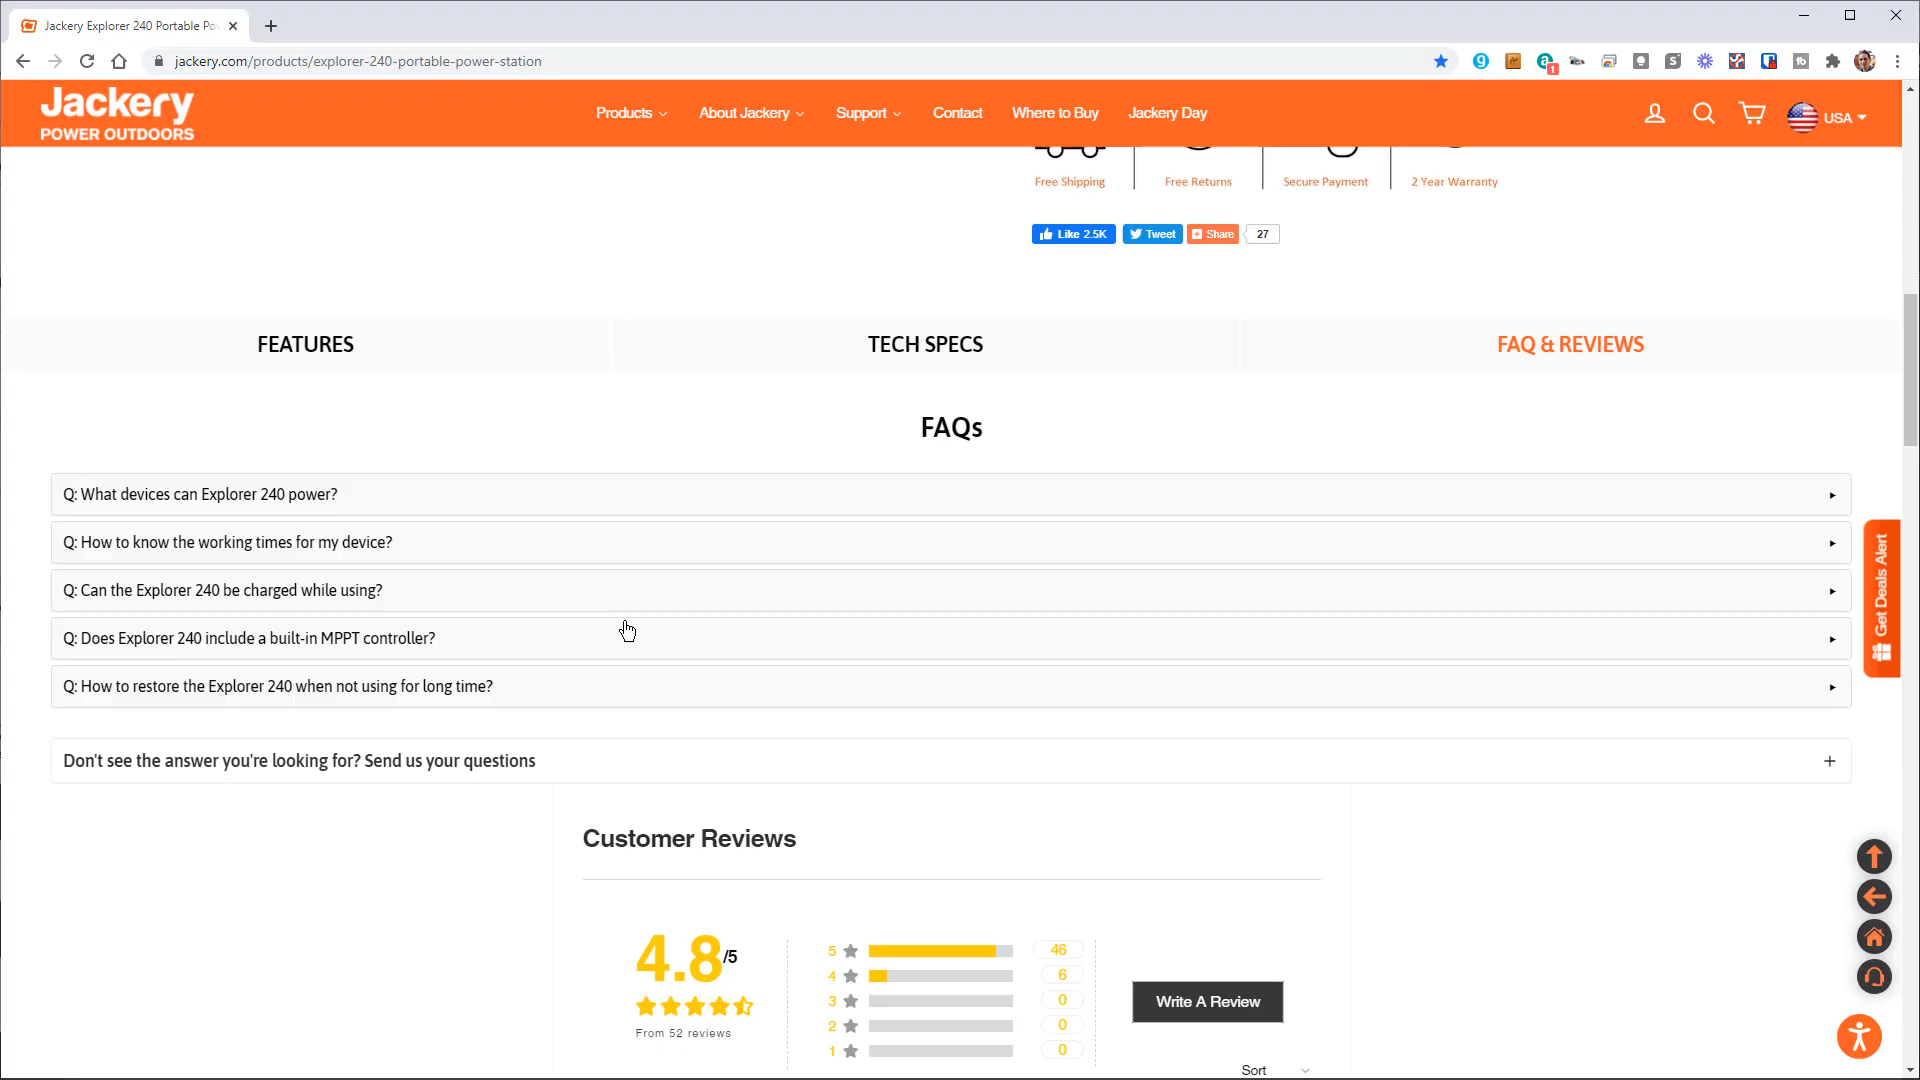 Jackery Explorer 240 Portable Po
jackery.com/products/explorer-240-portable-power-station
1
Jackery
POWER OUTDOORS
Products
About Jackery
Support
Contact
Where to Buy
Jackery Day
USA
Free Shipping
Free Returns
Secure Payment
2 Year Warranty
Like 2.5K
Tweet
Share
27
FEATURES
TECH SPECS
FAQ & REVIEWS
FAQs
Q: What devices can Explorer 240 power?
Q: How to know the working times for my device?
Q: Can the Explorer 240 be charged while using?
Q: Does Explorer 240 include a built-in MPPT controller?
Q: How to restore the Explorer 240 when not using for long time?
Get Deals Alert
Don't see the answer you're looking for? Send us your questions
Customer Reviews
4.8/5
From 52 reviews
5 46
4 6
3 0
2 0
1 0
Write A Review
Sort